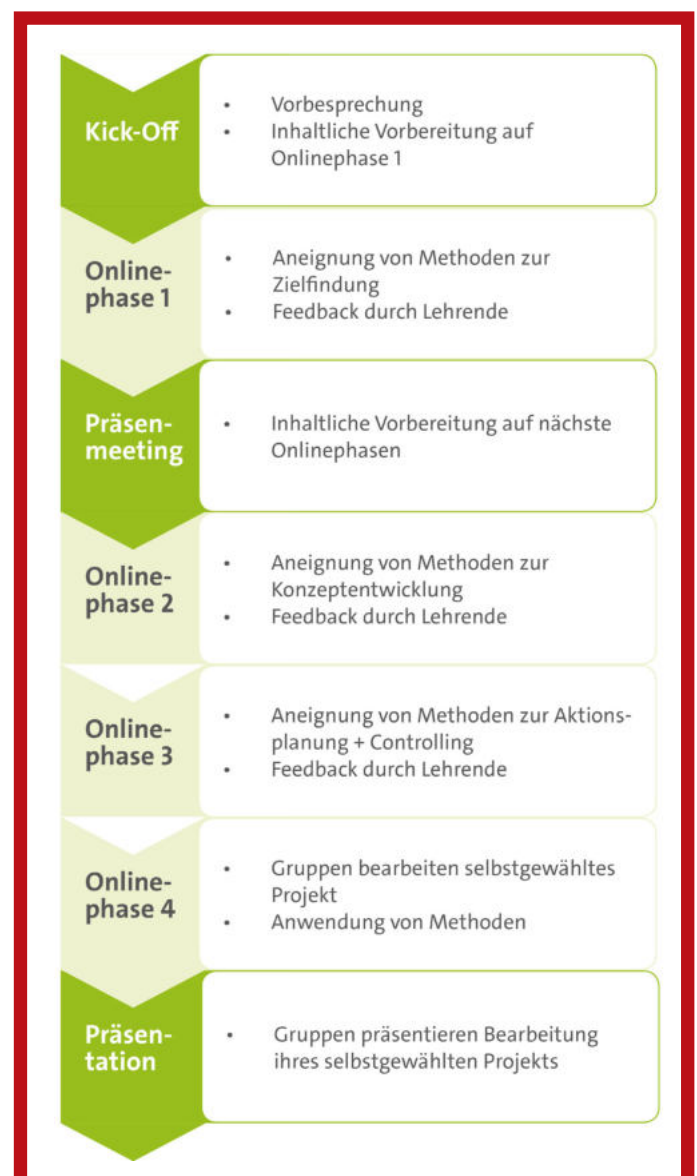 Kick-Off
• Vorbesprechung
• Inhaltliche Vorbereitung auf
Onlinephase 1
Online-
phase 1
• Aneignung von Methoden zur
Zielfindung
• Feedback durch Lehrende
Präsen-
meeting
• Inhaltliche Vorbereitung auf nächste
Onlinephasen
Online-
phase 2
• Aneignung von Methoden zur
Konzeptentwicklung
• Feedback durch Lehrende
Online-
phase 3
• Aneignung von Methoden zur Aktions-
planung + Controlling
• Feedback durch Lehrende
Online-
phase 4
• Gruppen bearbeiten selbstgewähltes
Projekt
• Anwendung von Methoden
Präsen-
tation
• Gruppen präsentieren Bearbeitung
ihres selbstgewählten Projekts